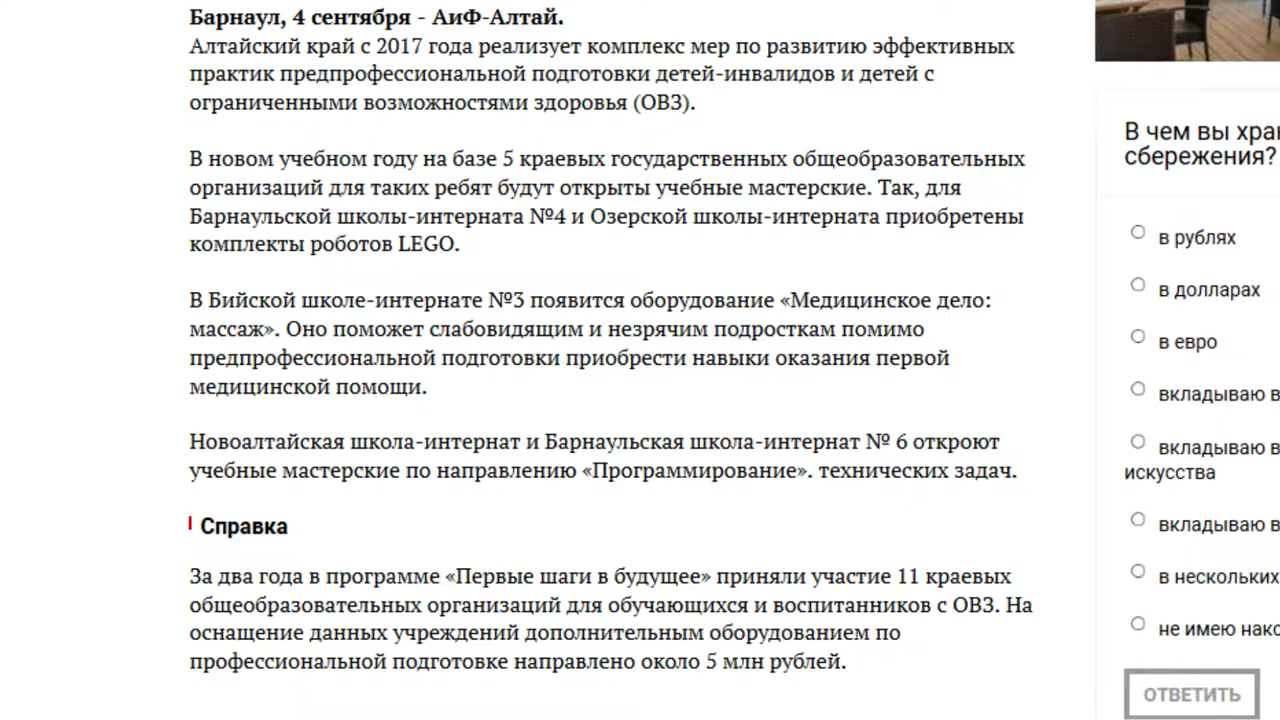 Барнаул, 4 сентября - АиФ-Алтай.
Алтайский край с 2017 года реализует комплекс мер по развитию эффективных
практик предпрофессиональной подготовки детей-инвалидов и детей с
ограниченными возможностями здоровья (ОВЗ).
В новом учебном году на базе 5 краевых государственных общеобразовательных
организаций для таких ребят будут открыты учебные мастерские. Так, для
Барнаульской школы-интерната №4 и Озерской школы-интерната приобретены
комплекты роботов LEGO.
В Бийской школе-интернате №3 появится оборудование «Медицинское дело:
массаж». Оно поможет слабовидящим и незрячим подросткам помимо
предпрофессиональной подготовки приобрести навыки оказания первой
медицинской помощи.
Новоалтайская школа-интернат и Барнаульская школа-интернат № 6 откроют
учебные мастерские по направлению «Программирование». технических задач.
Справка
За два года в программе «Первые шаги в будущее» приняли участие 11 краевых
общеобразовательных организаций для обучающихся и воспитанников с ОВЗ. На
оснащение данных учреждений дополнительным оборудованием по
профессиональной подготовке направлено около 5 млн рублей.
В чем вы хран
сбережения?
в рублях
в долларах
в евро
вкладываю в
вкладываю в
искусства
вкладываю в
в нескольких
не имею нако
ОТВЕТИТЬ